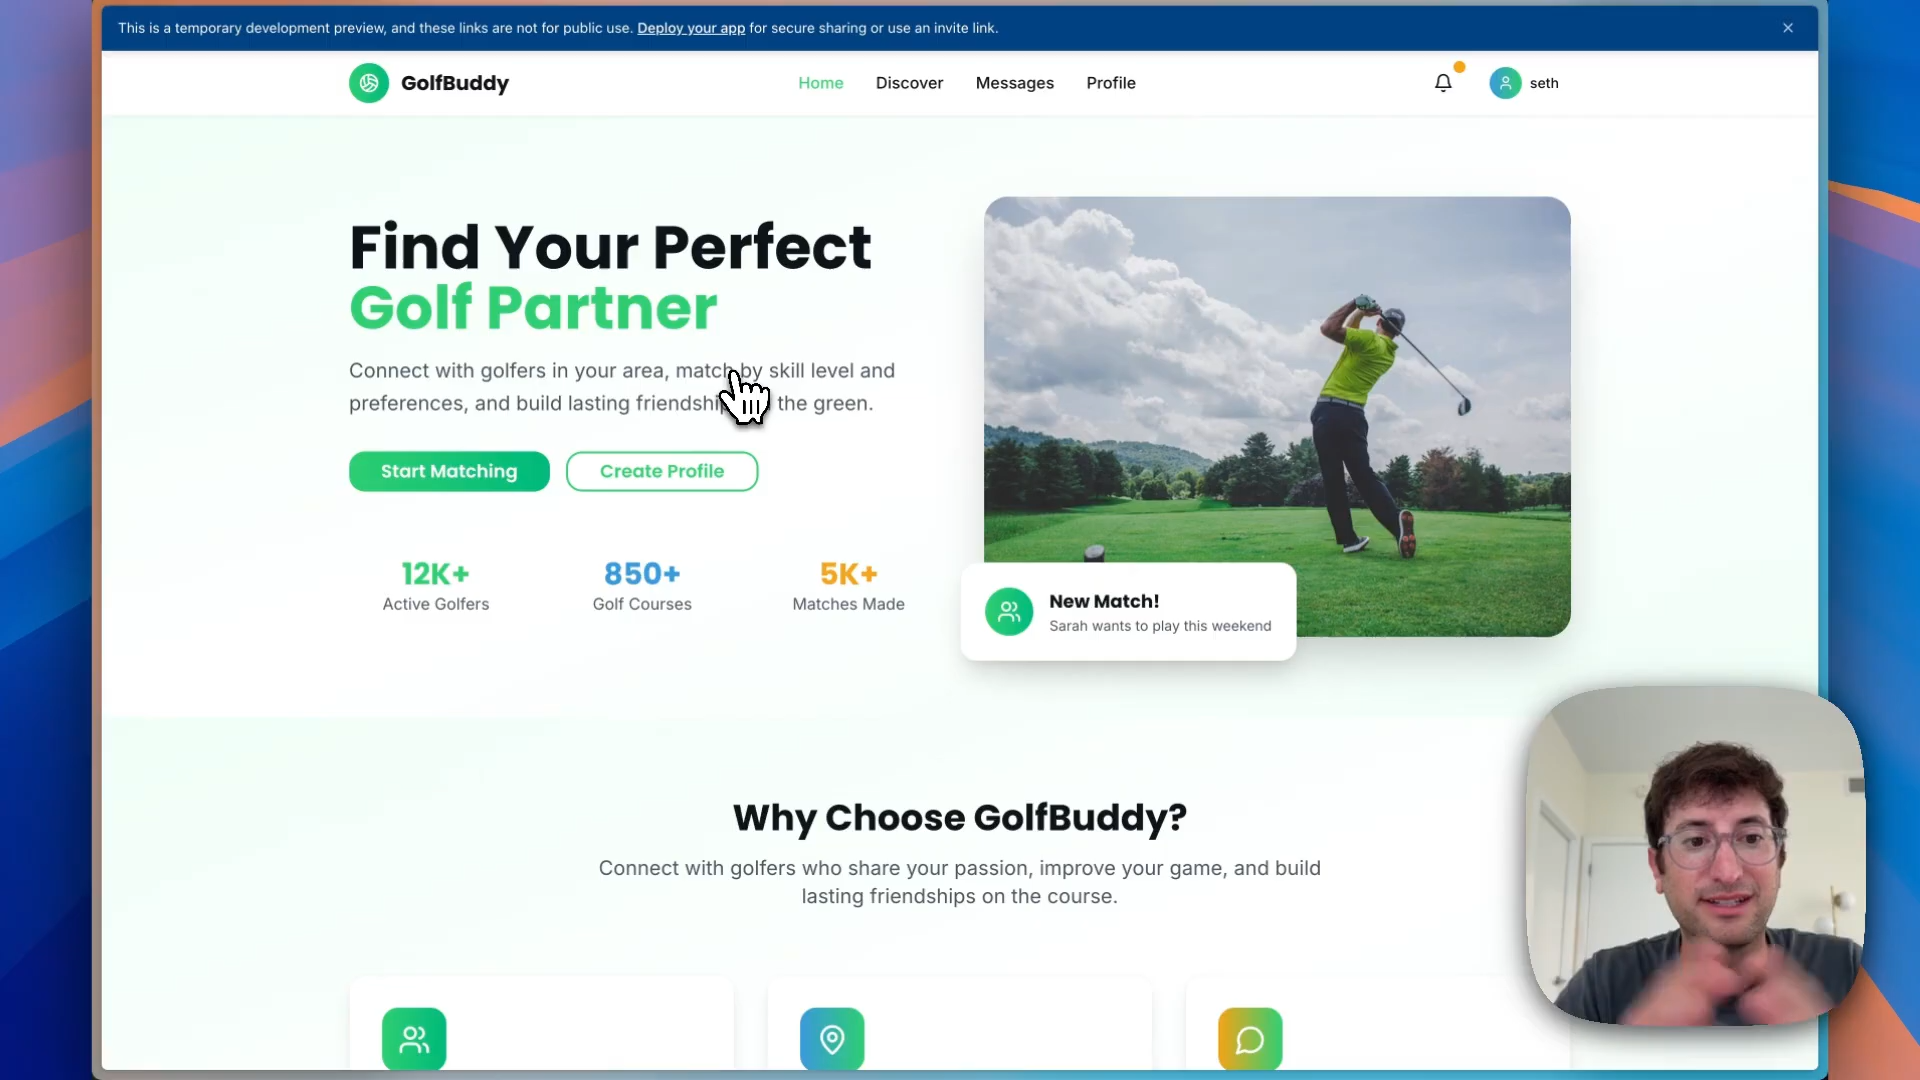 This is a temporary development preview, and these links are not for public use. Deploy your app for secure sharing or use an invite link.
GolfBuddy
Home
Discover
Messages
Profile
seth
Find Your Perfect
Golf Partner
Connect with golfers in your area, match by skill level and
preferences, and build lasting the green.
Start Matching
Create Profile
12K+
Active Golfers
850+
Golf Courses
5K+
Matches Made
New Match!
Sarah wants to play this weekend
Why Choose GolfBuddy?
Connect with golfers who share your passion, improve your game, and build
lasting friendships on the course.